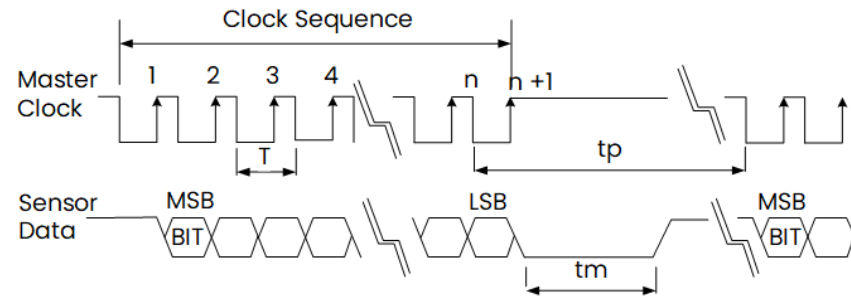 Clock Sequence
Master Clock
1 2 3 4 n n +1
T
tp
Sensor Data
MSB LSB MSB
BIT BIT
tm